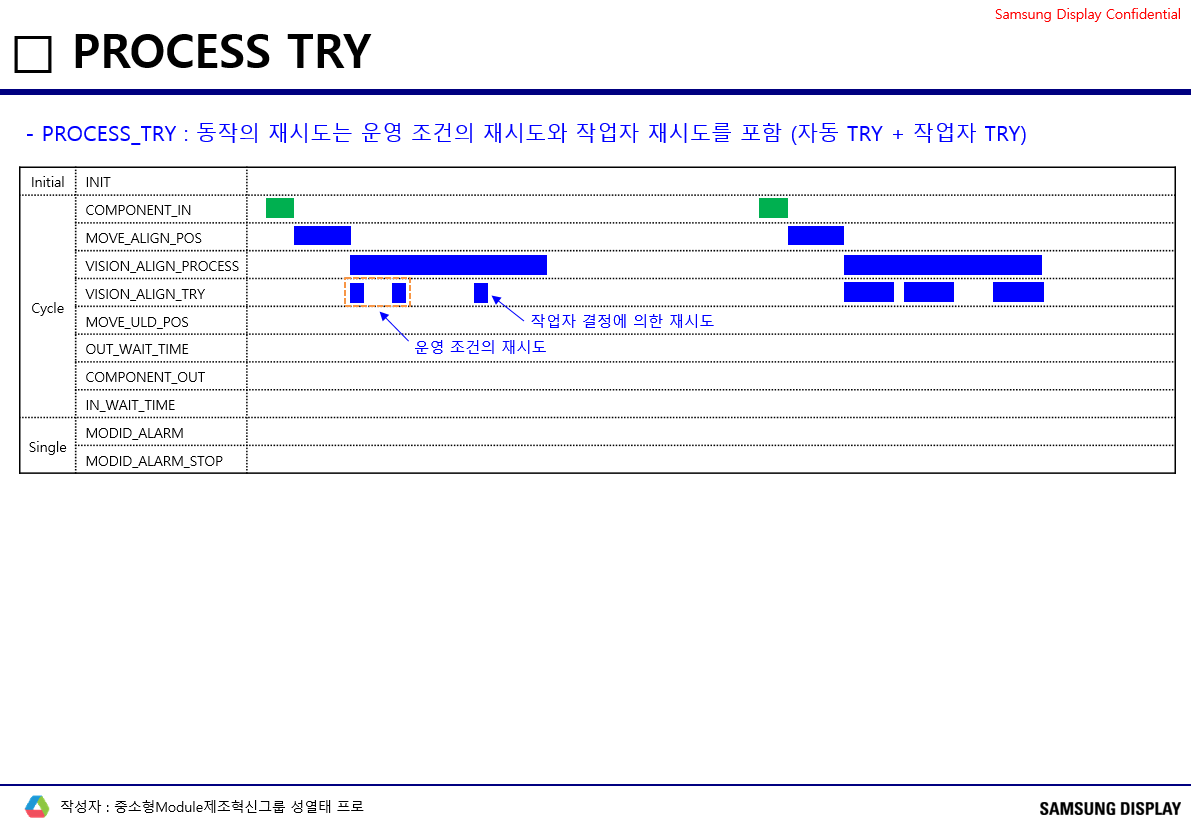 Samsung Display Confidential
□ PROCESS TRY
- PROCESS_TRY : 동작의 재시도는 운영 조건의 재시도와 작업자 재시도를 포함 (자동 TRY + 작업자 TRY)
Initial INIT
COMPONENT_IN
MOVE_ALIGN_POS
VISION_ALIGN_PROCESS
VISION_ALIGN_TRY
Cycle
MOVE_ULD_POS
작업자 결정에 의한 재시도
OUT_WAIT_TIME
운영 조건의 재시도
COMPONENT_OUT
IN_WAIT_TIME
MODID_ALARM
Single
MODID_ALARM_STOP
작성자 : 중소형Module제조혁신그룹 성열태 프로
SAMSUNG DISPLAY